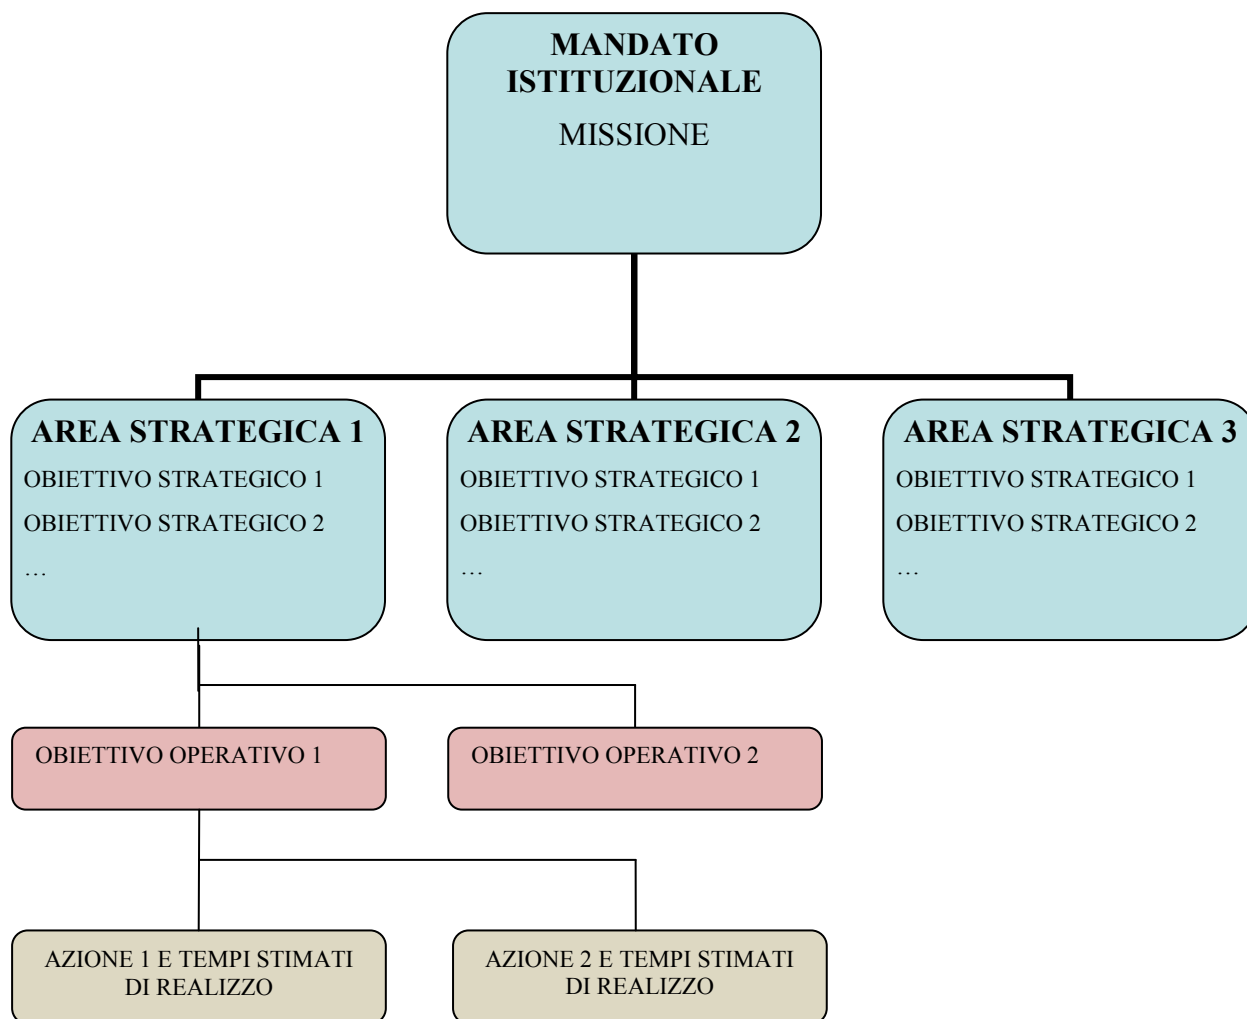 MANDATO
ISTITUZIONALE
MISSIONE
AREA STRATEGICA 1
OBIETTIVO STRATEGICO 1
OBIETTIVO STRATEGICO 2
…
AREA STRATEGICA 2
OBIETTIVO STRATEGICO 1
OBIETTIVO STRATEGICO 2
…
AREA STRATEGICA 3
OBIETTIVO STRATEGICO 1
OBIETTIVO STRATEGICO 2
…
OBIETTIVO OPERATIVO 1
OBIETTIVO OPERATIVO 2
AZIONE 1 E TEMPI STIMATI
DI REALIZZO
AZIONE 2 E TEMPI STIMATI
DI REALIZZO